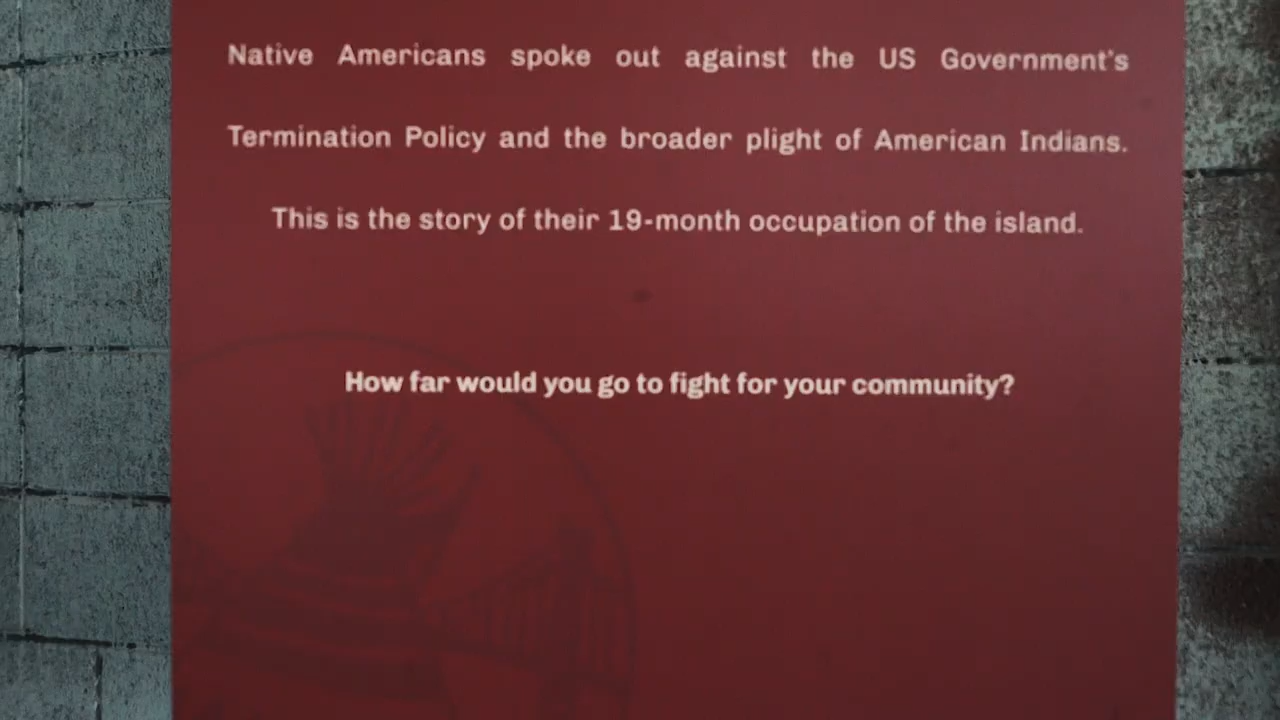 Native Americans spoke out against the US Government's
Termination Policy and the broader plight of American Indians.
This is the story of their 19-month occupation of the island.
How far would you go to fight for your community?